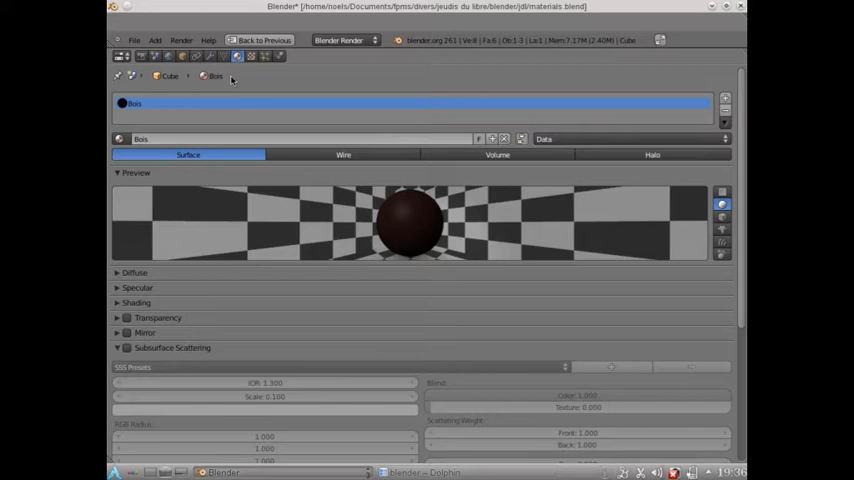 Blender* [/home/noels/Documents/fpms/divers/jeudis du libre/blender/jdl/materials.blend]
File Add Render Help Back to Previous Blender Render blender.org 261 | Ve:8 | Fa:6 | Ob:1-3 | La:1 | Mem:7.17M (2.40M) | Cube
Cube Bois
Bois
Bois F Data
Surface Wire Volume Halo
Preview
Diffuse
Specular
Shading
Transparency
Mirror
Subsurface Scattering
SSS Presets
IOR: 1.300 Blend:
Scale: 0.100 Color: 1.000
Texture: 0.000
RGB Radius: Scattering Weight:
1.000 Front: 1.000
1.000 Back: 1.000
1.000
Blender blender - Dolphin 19:36